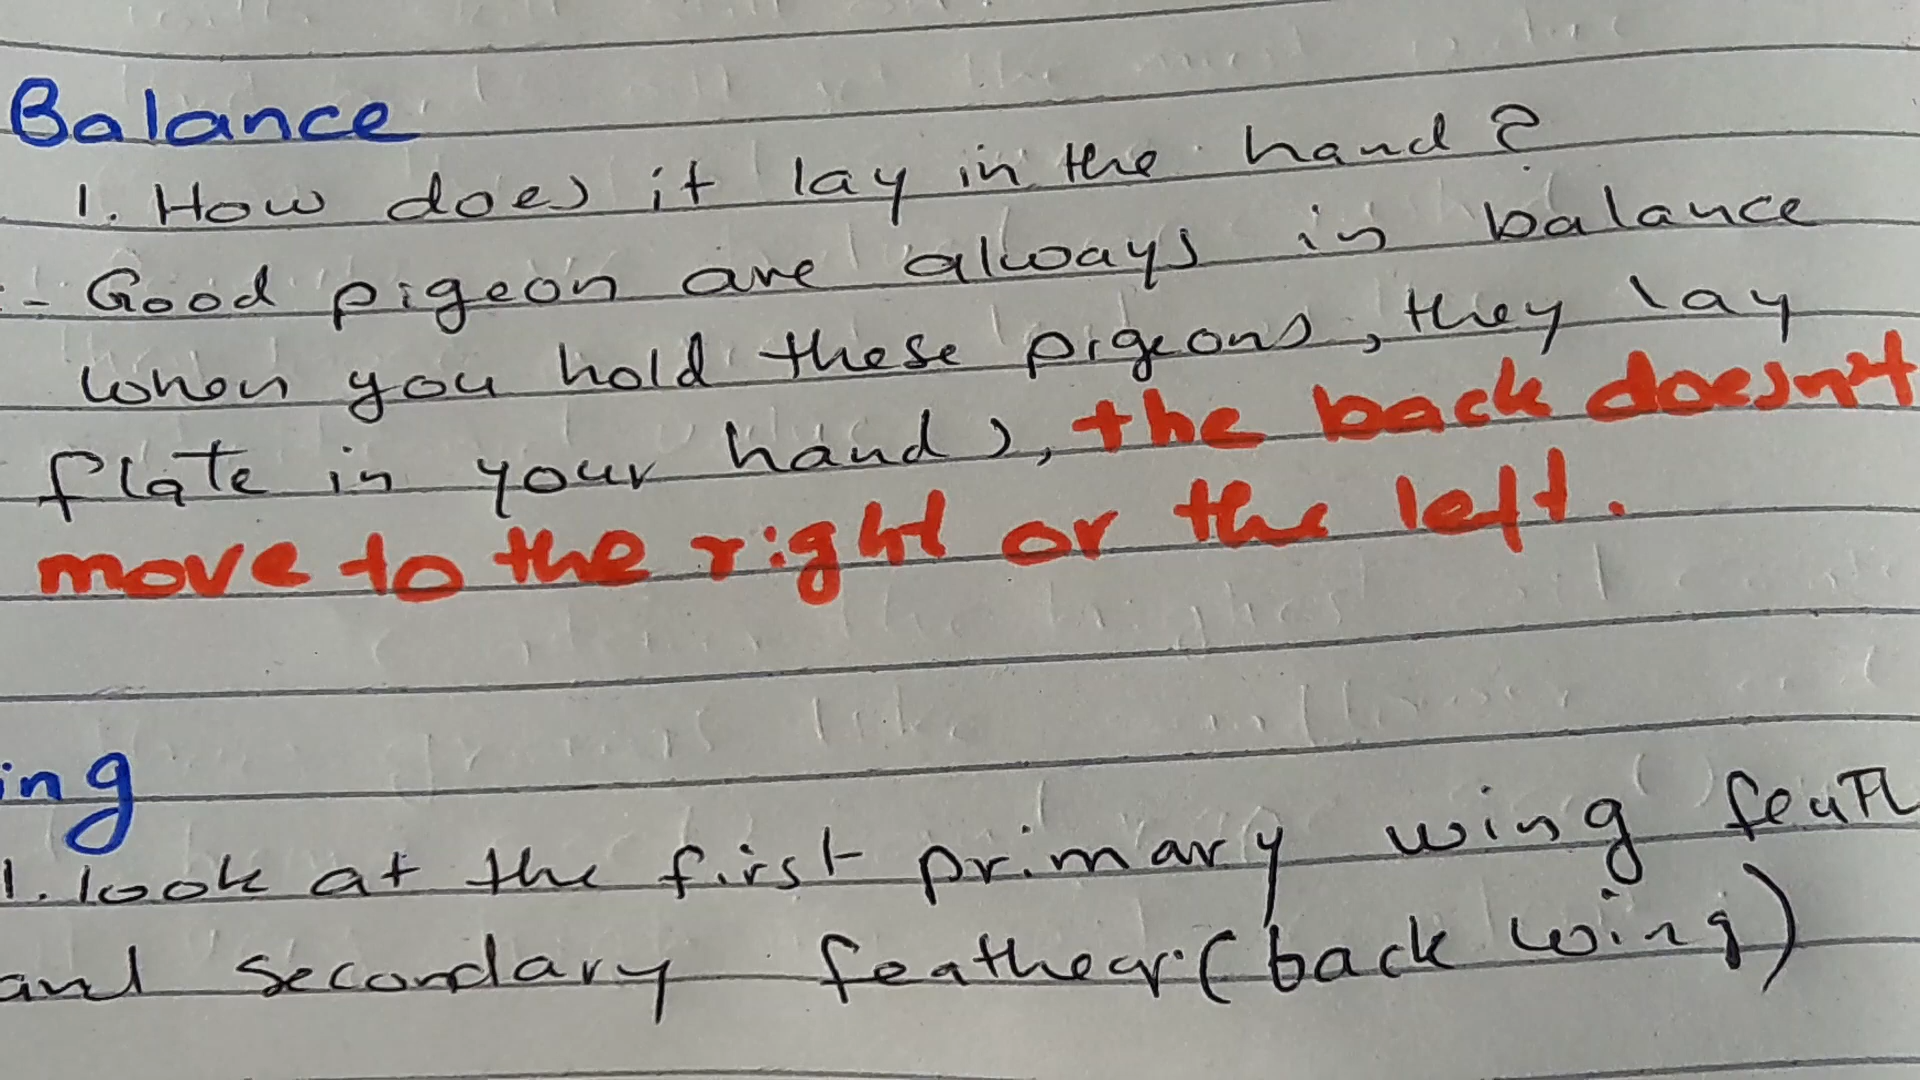 Balance
1. How does it lay in the hand?
:- Good pigeon are always in balance
when you hold these pigeons, they lay
flate in your hands, the back doesn't
move to the right or the left.
ing
1. look at the first primary wing feath
and secondary feather (back wing)